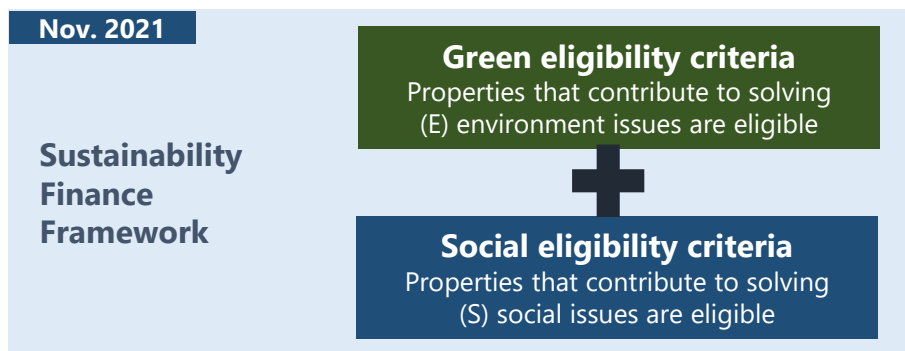 Nov. 2021
Sustainability
Finance
Framework
Green eligibility criteria
Properties that contribute to solving
(E) environment issues are eligible
Social eligibility criteria
Properties that contribute to solving
(S) social issues are eligible